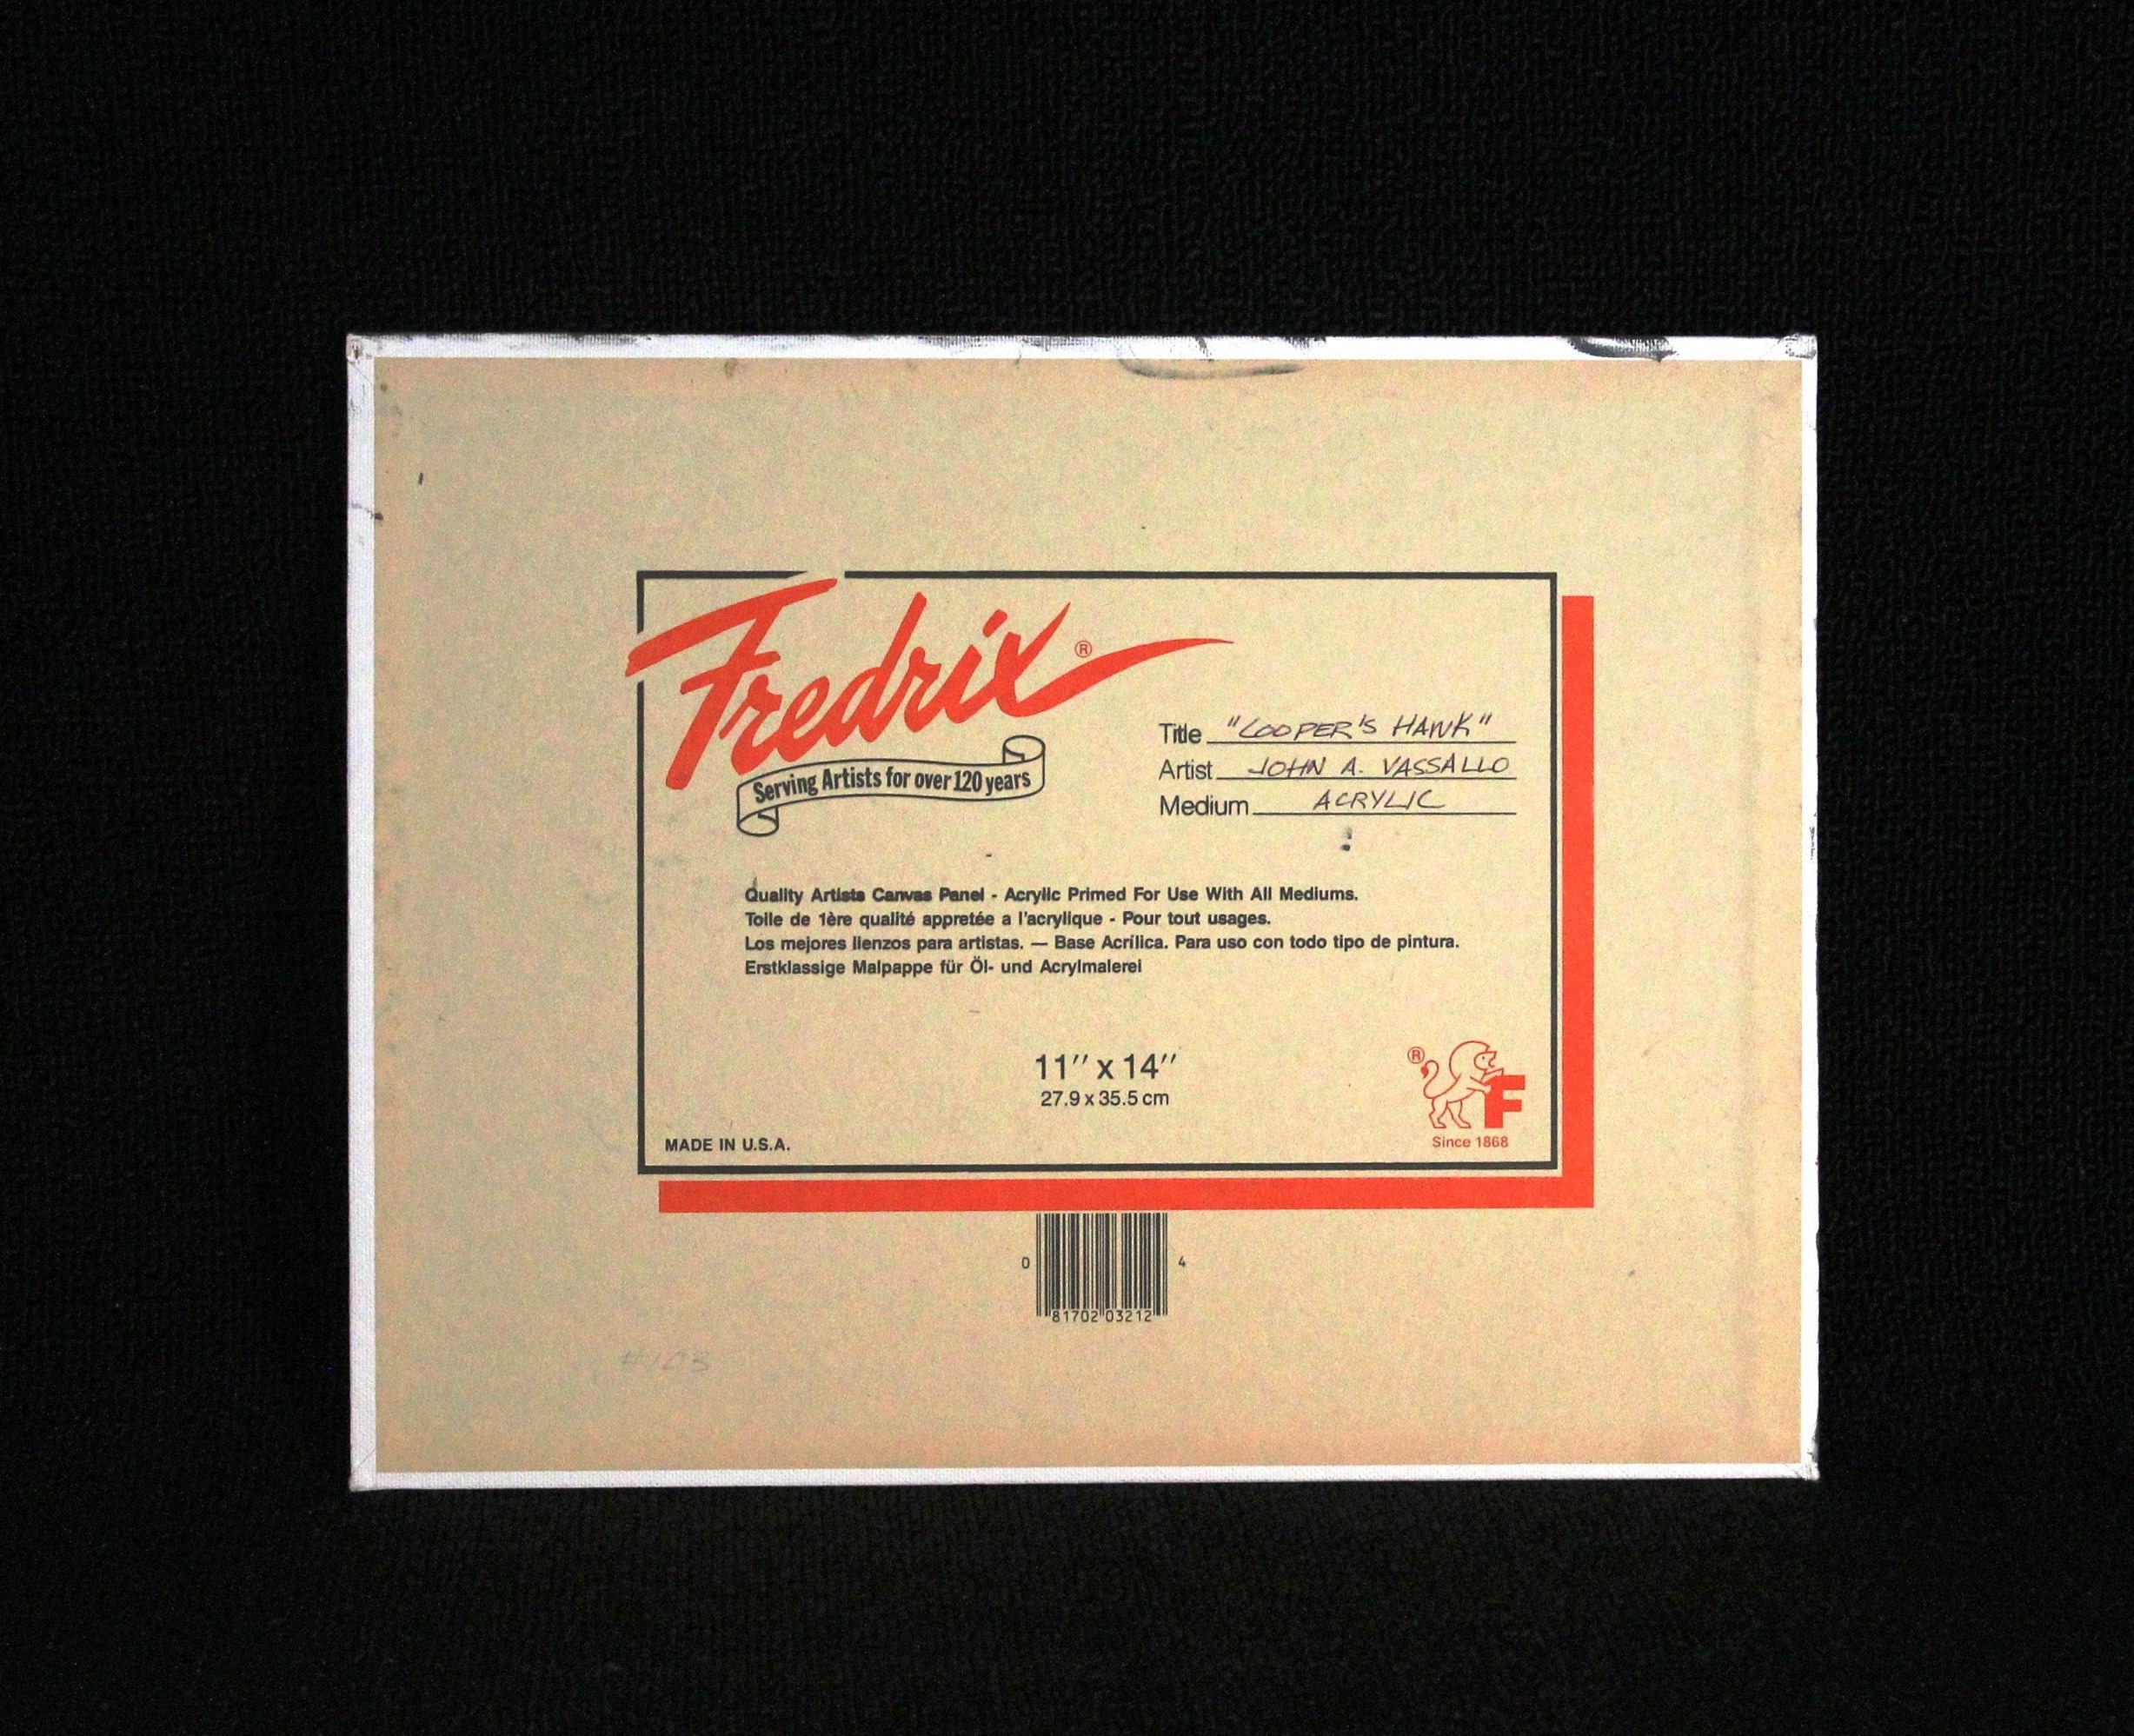 Fredrix®
Serving Artists for over 120 years
Title "COOPER'S HAWK"
Artist JOHN A. VASSALLO
Medium ACRYLIC
Quality Artists Canvas Panel - Acrylic Primed For Use With All Mediums.
Toile de 1ère qualité appretée a l'acrylique - Pour tout usages.
Los mejores lienzos para artistas. — Base Acrílica. Para uso con todo tipo de pintura.
Erstklassige Malpappe für Öl- und Acrylmalerei
11" x 14"
27.9 x 35.5 cm
® F
Since 1868
MADE IN U.S.A.
0 81702 03212 4
#103